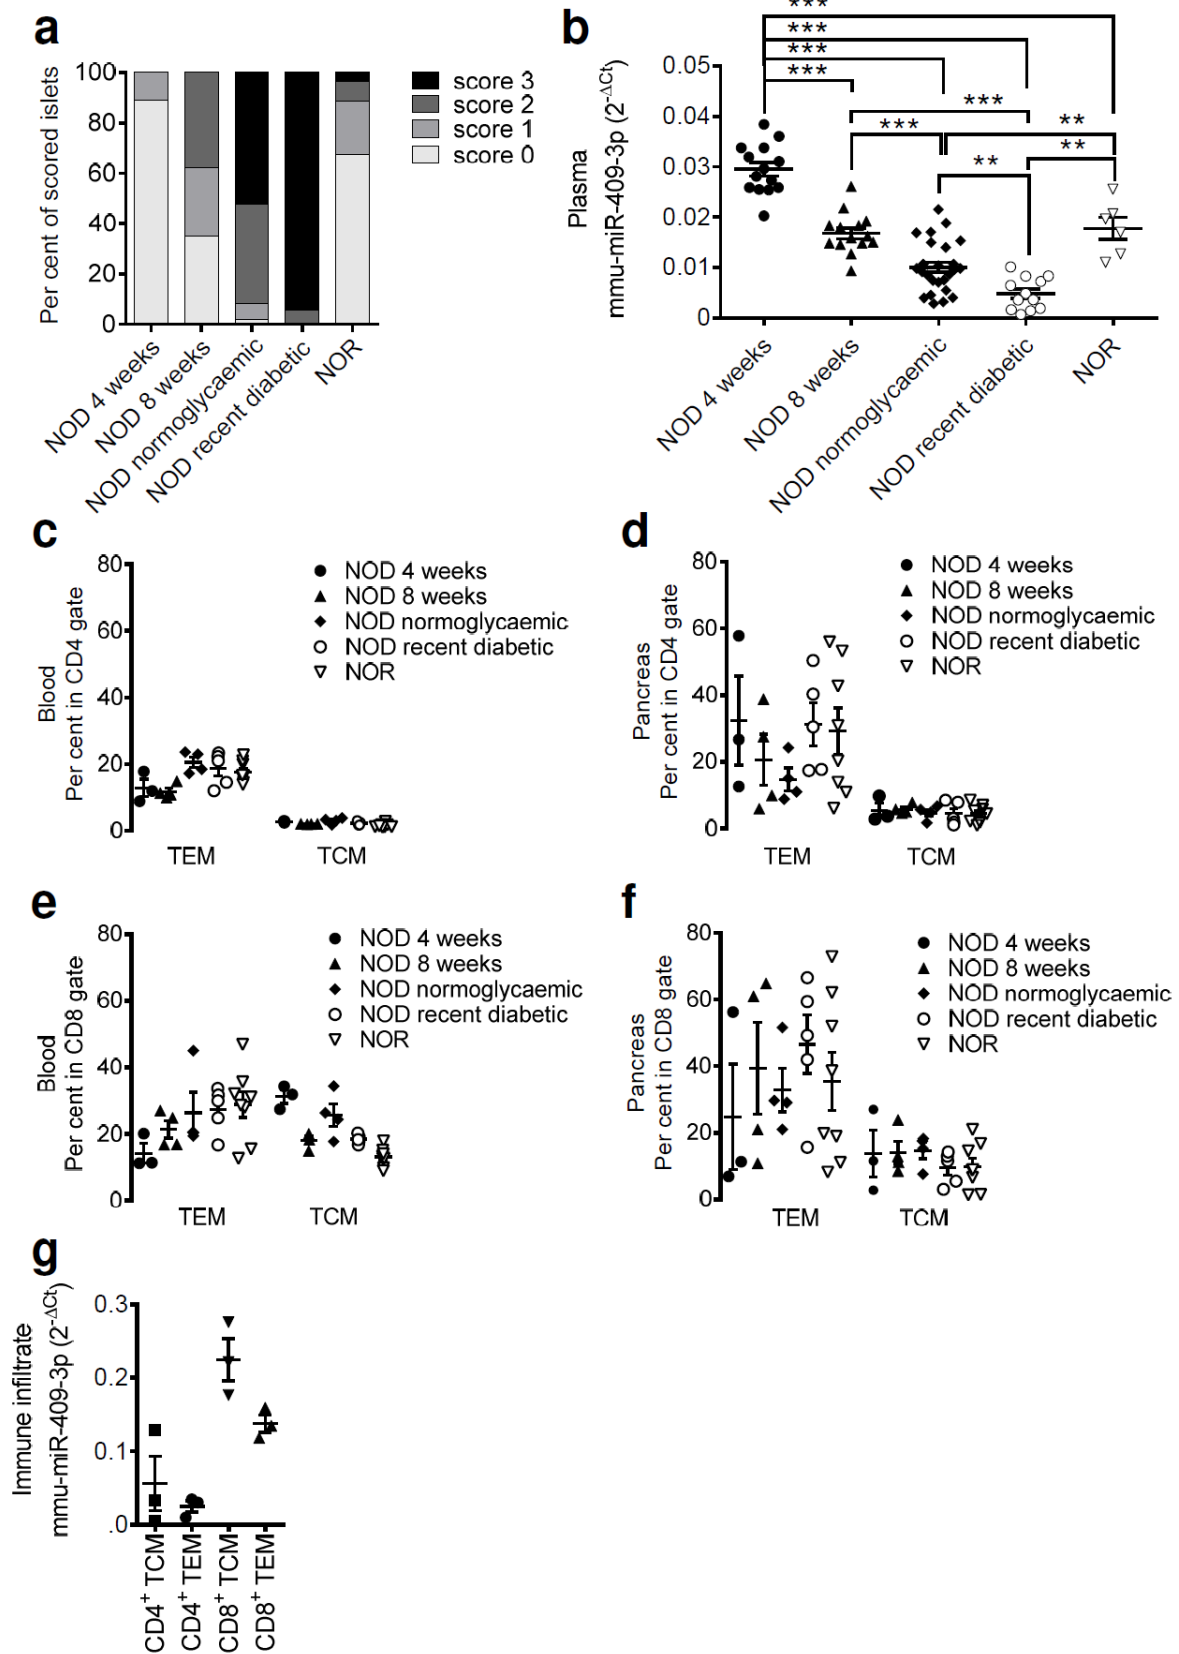 a
Per cent of scored islets
100
80
60
40
20
0
NOD 4 weeks
NOD 8 weeks
NOD normoglycaemic
NOD recent diabetic
NOR
score 3
score 2
score 1
score 0
b
Plasma
mmu-miR-409-3p (2^-ΔCt)
0.05
0.04
0.03
0.02
0.01
0
***
***
***
***
***
***
**
**
**
NOD 4 weeks
NOD 8 weeks
NOD normoglycaemic
NOD recent diabetic
NOR
c
Blood
Per cent in CD4 gate
80
60
40
20
0
NOD 4 weeks
NOD 8 weeks
NOD normoglycaemic
NOD recent diabetic
NOR
TEM
TCM
d
Pancreas
Per cent in CD4 gate
80
60
40
20
0
NOD 4 weeks
NOD 8 weeks
NOD normoglycaemic
NOD recent diabetic
NOR
TEM
TCM
e
Blood
Per cent in CD8 gate
80
60
40
20
0
NOD 4 weeks
NOD 8 weeks
NOD normoglycaemic
NOD recent diabetic
NOR
TEM
TCM
f
Pancreas
Per cent in CD8 gate
80
60
40
20
0
NOD 4 weeks
NOD 8 weeks
NOD normoglycaemic
NOD recent diabetic
NOR
TEM
TCM
g
Immune infiltrate
mmu-miR-409-3p (2^-ΔCt)
0.3
0.2
0.1
.0
CD4⁺ TCM
CD4⁺ TEM
CD8⁺ TCM
CD8⁺ TEM